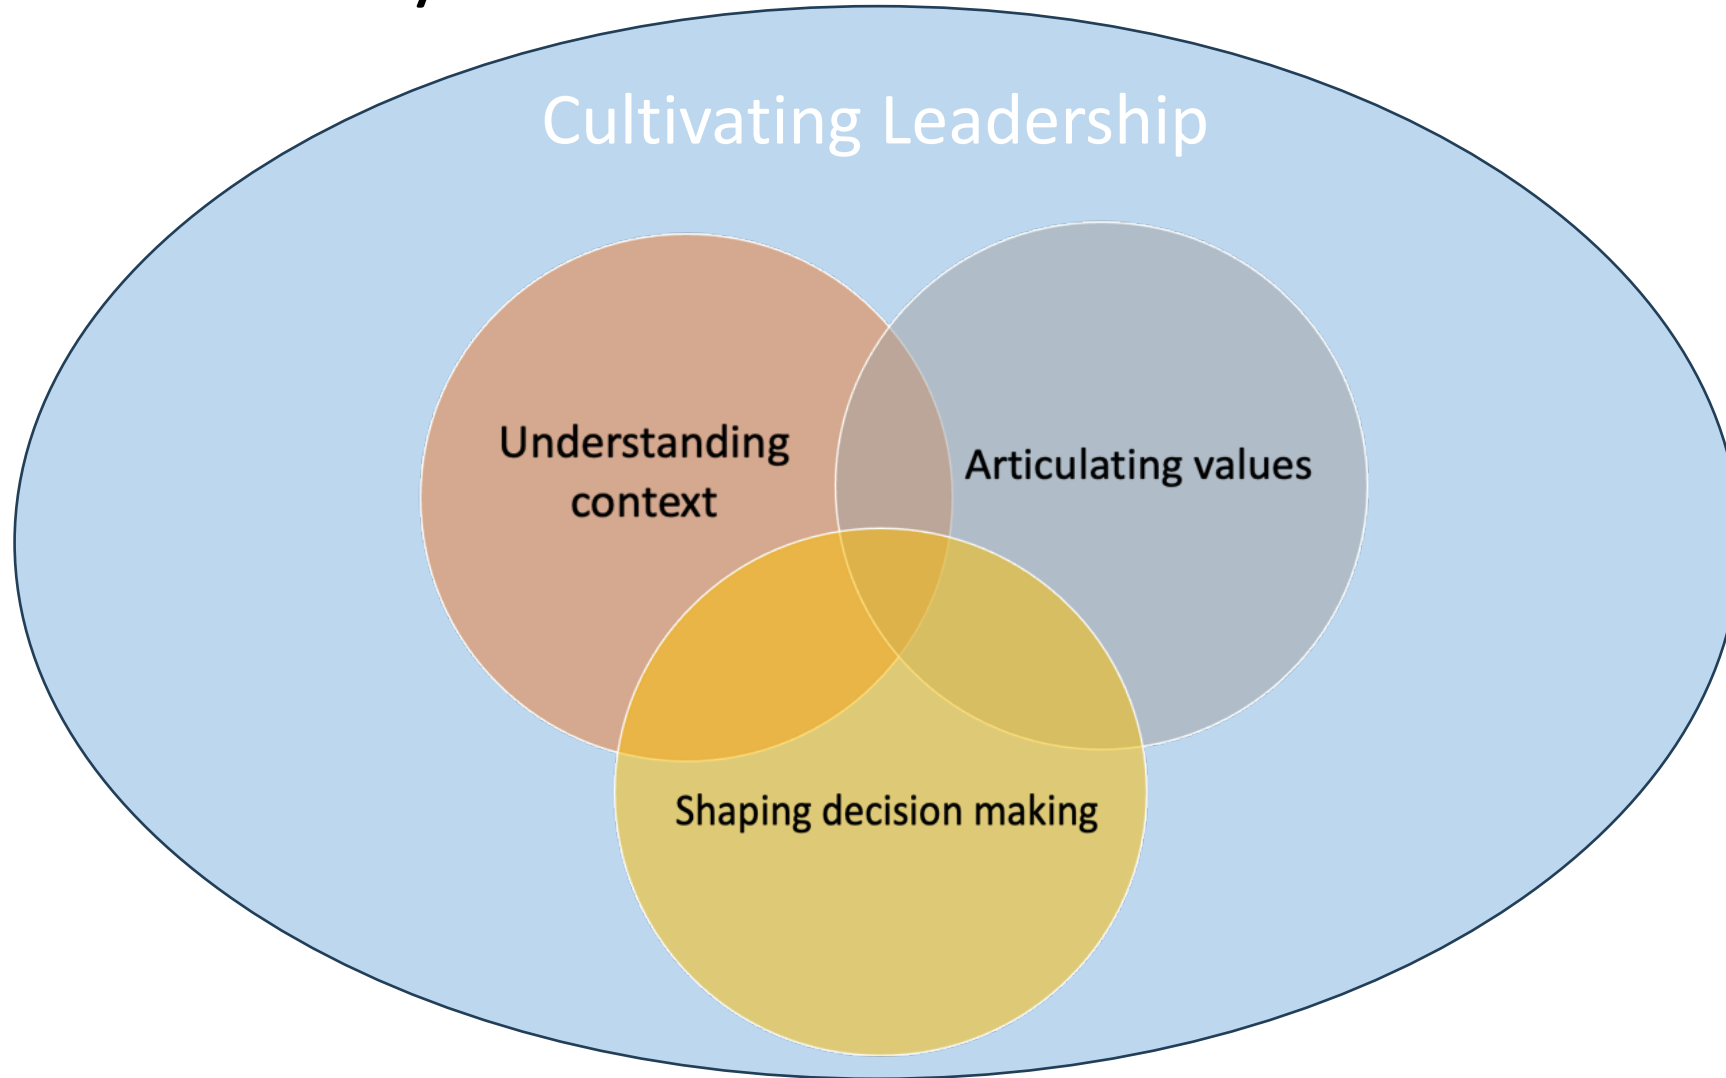 Cultivating Leadership
Understanding
context
Articulating values
Shaping decision making